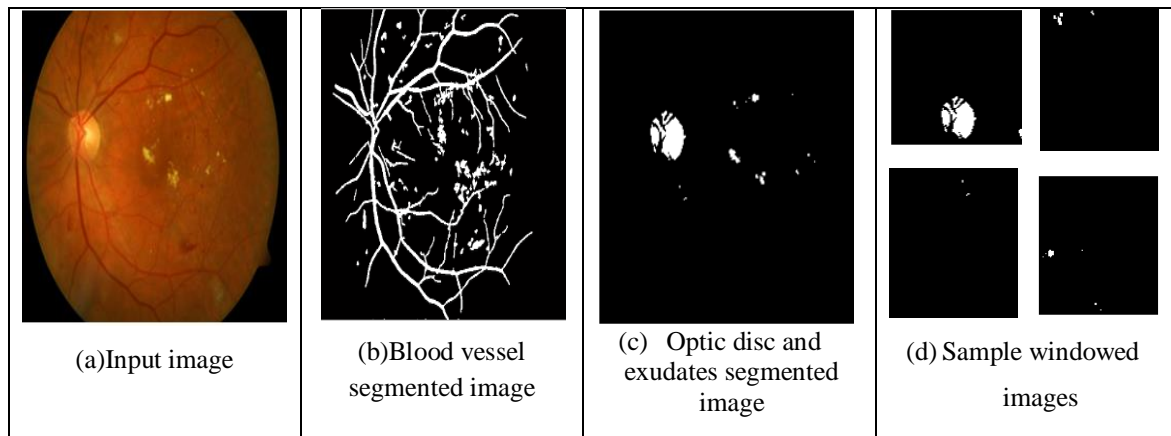 (a)Input image
(b)Blood vessel
segmented image
(c) Optic disc and
exudates segmented
image
(d) Sample windowed
images